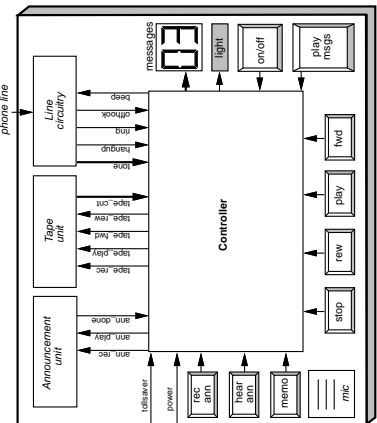 messages
03
light
on/off
play
msgs
phone line
Line
circuitry
beep
offhook
ring
hangup
tone
fwd
Tape
unit
tape_cnt
tape_rew
tape_fwd
tape_play
tape_rec
Controller
play
rew
Announcement
unit
ann_done
ann_play
ann_rec
stop
tollsaver
power
rec
ann
hear
ann
memo
mic